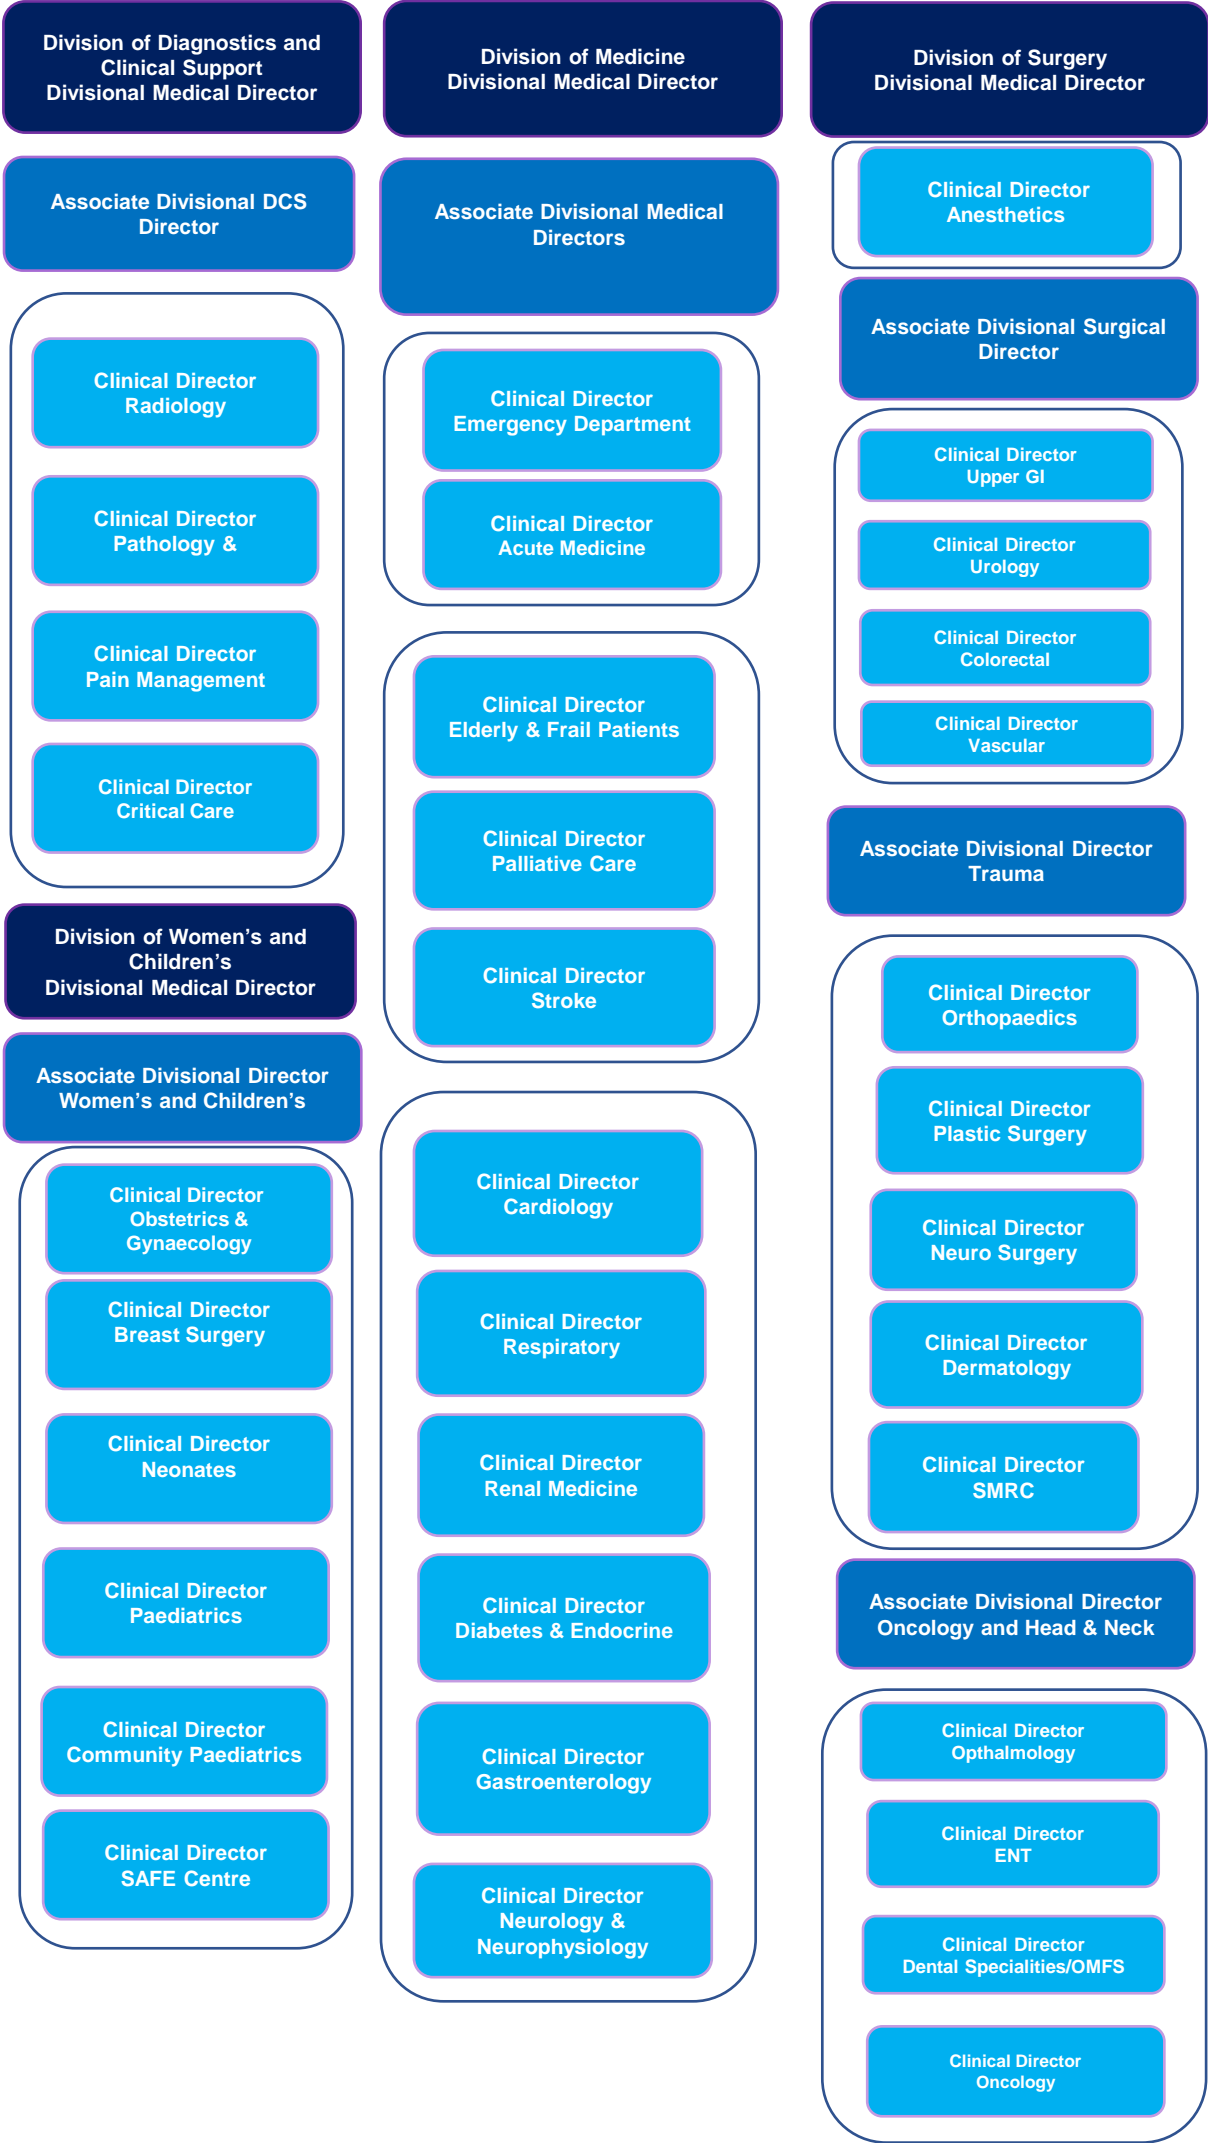 Division of Diagnostics and
Clinical Support
Divisional Medical Director
Associate Divisional DCS
Director
Clinical Director
Radiology
Clinical Director
Pathology &
Clinical Director
Pain Management
Clinical Director
Critical Care
Division of Women’s and
Children’s
Divisional Medical Director
Associate Divisional Director
Women’s and Children’s
Clinical Director
Obstetrics &
Gynaecology
Clinical Director
Breast Surgery
Clinical Director
Neonates
Clinical Director
Paediatrics
Clinical Director
Community Paediatrics
Clinical Director
SAFE Centre
Division of Medicine
Divisional Medical Director
Associate Divisional Medical
Directors
Clinical Director
Emergency Department
Clinical Director
Acute Medicine
Clinical Director
Elderly & Frail Patients
Clinical Director
Palliative Care
Clinical Director
Stroke
Clinical Director
Cardiology
Clinical Director
Respiratory
Clinical Director
Renal Medicine
Clinical Director
Diabetes & Endocrine
Clinical Director
Gastroenterology
Clinical Director
Neurology &
Neurophysiology
Division of Surgery
Divisional Medical Director
Clinical Director
Anesthetics
Associate Divisional Surgical
Director
Clinical Director
Upper GI
Clinical Director
Urology
Clinical Director
Colorectal
Clinical Director
Vascular
Associate Divisional Director
Trauma
Clinical Director
Orthopaedics
Clinical Director
Plastic Surgery
Clinical Director
Neuro Surgery
Clinical Director
Dermatology
Clinical Director
SMRC
Associate Divisional Director
Oncology and Head & Neck
Clinical Director
Opthalmology
Clinical Director
ENT
Clinical Director
Dental Specialities/OMFS
Clinical Director
Oncology